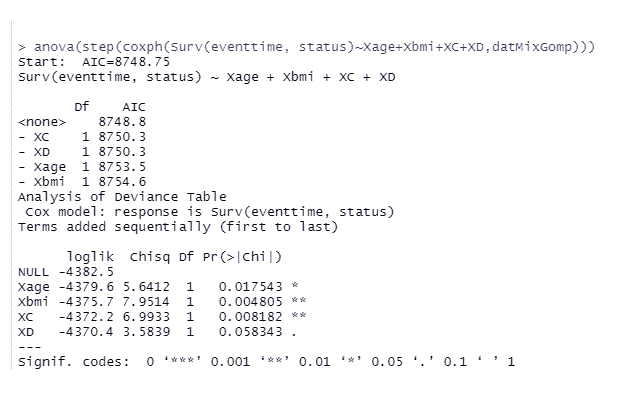 > anova(step(coxph(Surv(eventtime, status)~Xage+Xbmi+XC+XD,datMixGomp)))
Start:  AIC=8748.75
Surv(eventtime, status) ~ Xage + Xbmi + XC + XD

       Df    AIC
<none>    8748.8
- XC    1 8750.3
- XD    1 8750.3
- Xage  1 8753.5
- Xbmi  1 8754.6
Analysis of Deviance Table
 Cox model: response is Surv(eventtime, status)
Terms added sequentially (first to last)

      loglik  Chisq Df Pr(>|Chi|)
NULL -4382.5
Xage -4379.6 5.6412  1   0.017543 *
Xbmi -4375.7 7.9514  1   0.004805 **
XC   -4372.2 6.9933  1   0.008182 **
XD   -4370.4 3.5839  1   0.058343 .
---
Signif. codes:  0 ‘***’ 0.001 ‘**’ 0.01 ‘*’ 0.05 ‘.’ 0.1 ‘ ’ 1